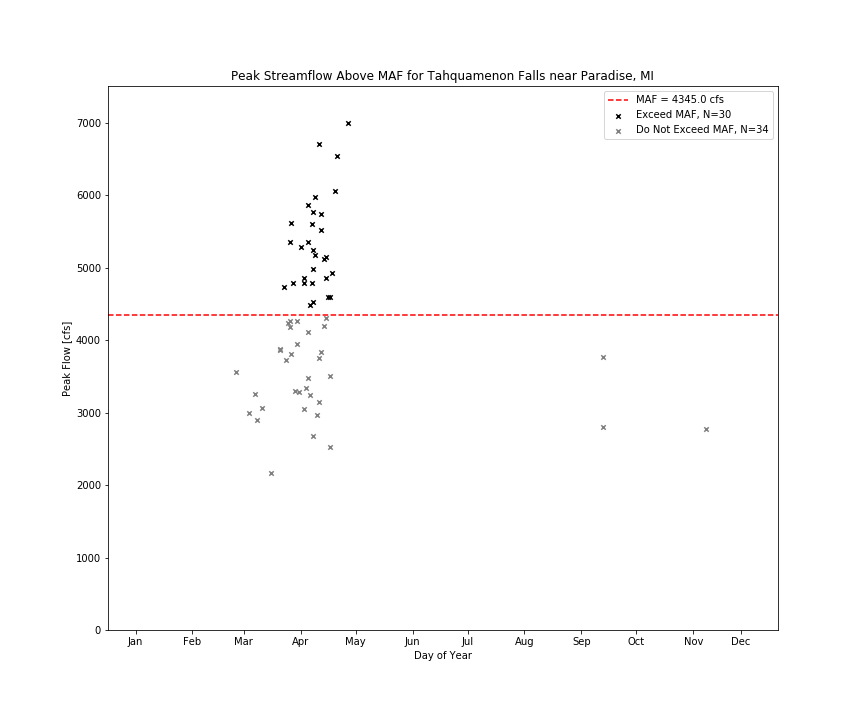 Peak Streamflow Above MAF for Tahquamenon Falls near Paradise, MI
MAF = 4345.0 cfs
Exceed MAF, N=30
Do Not Exceed MAF, N=34
7000
6000
5000
4000
3000
2000
1000
0
Peak Flow [cfs]
Jan Feb Mar Apr May Jun Jul Aug Sep Oct Nov Dec
Day of Year